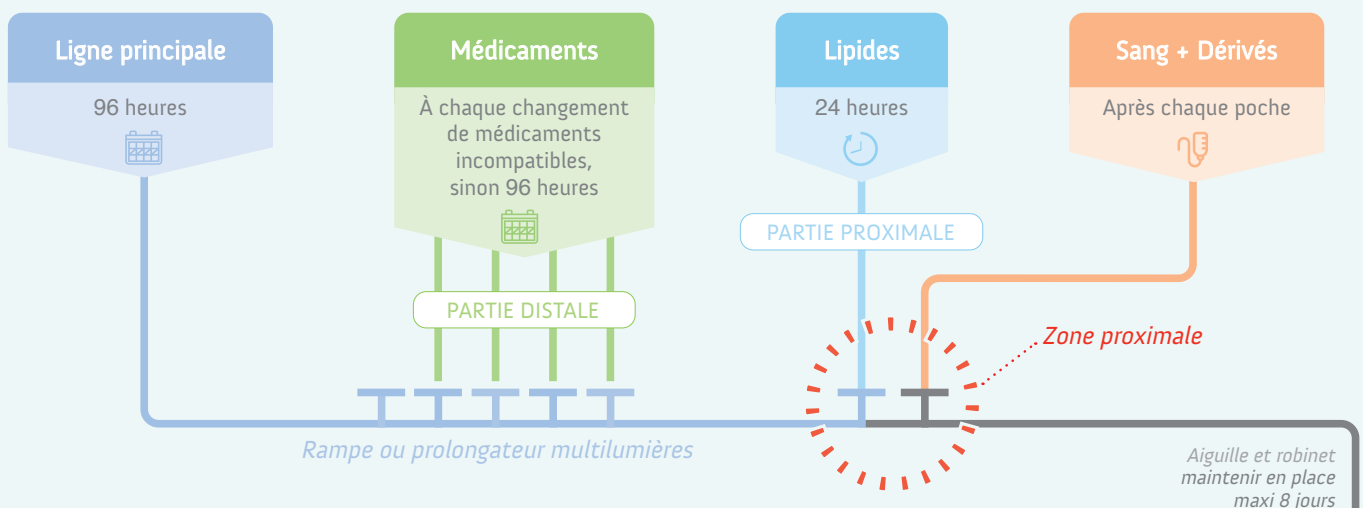 Ligne principale
96 heures
Médicaments
À chaque changement
de médicaments
incompatibles,
sinon 96 heures
Lipides
24 heures
Sang + Dérivés
Après chaque poche
PARTIE PROXIMALE
PARTIE DISTALE
Zone proximale
Rampe ou prolongateur multilumières
Aiguille et robinet
maintenir en place
maxi 8 jours